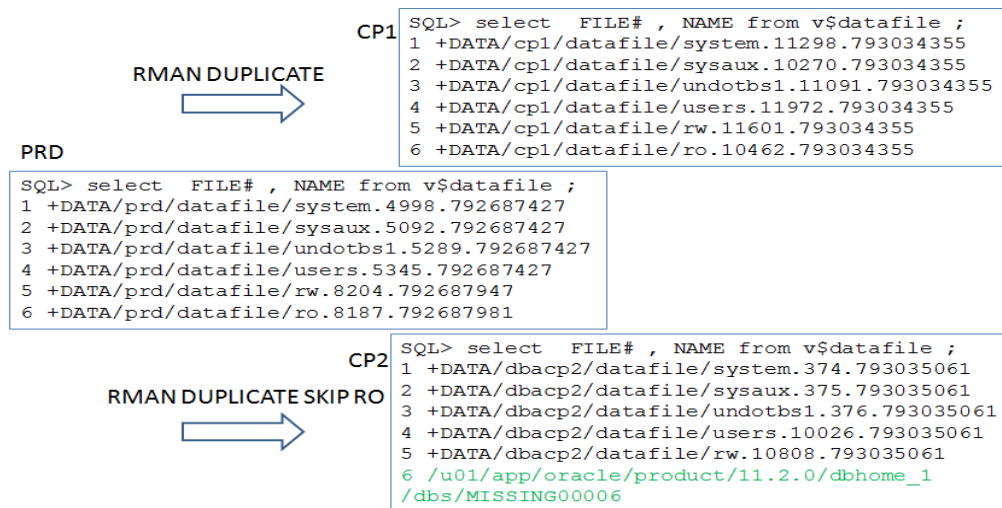 CP1
SQL> select  FILE# , NAME from v$datafile ;
1 +DATA/cp1/datafile/system.11298.793034355
2 +DATA/cp1/datafile/sysaux.10270.793034355
3 +DATA/cp1/datafile/undotbs1.11091.793034355
4 +DATA/cp1/datafile/users.11972.793034355
5 +DATA/cp1/datafile/rw.11601.793034355
6 +DATA/cp1/datafile/ro.10462.793034355
RMAN DUPLICATE
PRD
SQL> select  FILE# , NAME from v$datafile ;
1 +DATA/prd/datafile/system.4998.792687427
2 +DATA/prd/datafile/sysaux.5092.792687427
3 +DATA/prd/datafile/undotbs1.5289.792687427
4 +DATA/prd/datafile/users.5345.792687427
5 +DATA/prd/datafile/rw.8204.792687947
6 +DATA/prd/datafile/ro.8187.792687981
CP2
SQL> select  FILE# , NAME from v$datafile ;
1 +DATA/dbacp2/datafile/system.374.793035061
2 +DATA/dbacp2/datafile/sysaux.375.793035061
3 +DATA/dbacp2/datafile/undotbs1.376.793035061
4 +DATA/dbacp2/datafile/users.10026.793035061
5 +DATA/dbacp2/datafile/rw.10808.793035061
6 /u01/app/oracle/product/11.2.0/dbhome_1
/dbs/MISSING00006
RMAN DUPLICATE SKIP RO